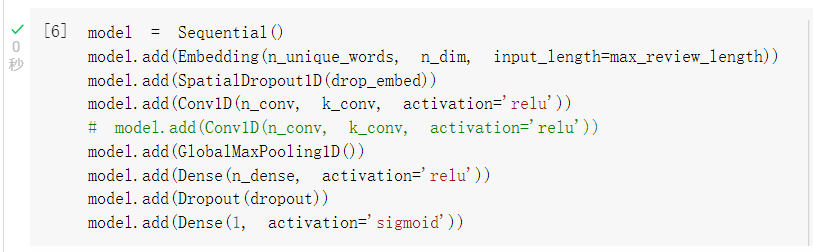 [6]
0
秒
model = Sequential()
model.add(Embedding(n_unique_words, n_dim, input_length=max_review_length))
model.add(SpatialDropout1D(drop_embed))
model.add(Conv1D(n_conv, k_conv, activation='relu'))
# model.add(Conv1D(n_conv, k_conv, activation='relu'))
model.add(GlobalMaxPooling1D())
model.add(Dense(n_dense, activation='relu'))
model.add(Dropout(dropout))
model.add(Dense(1, activation='sigmoid'))